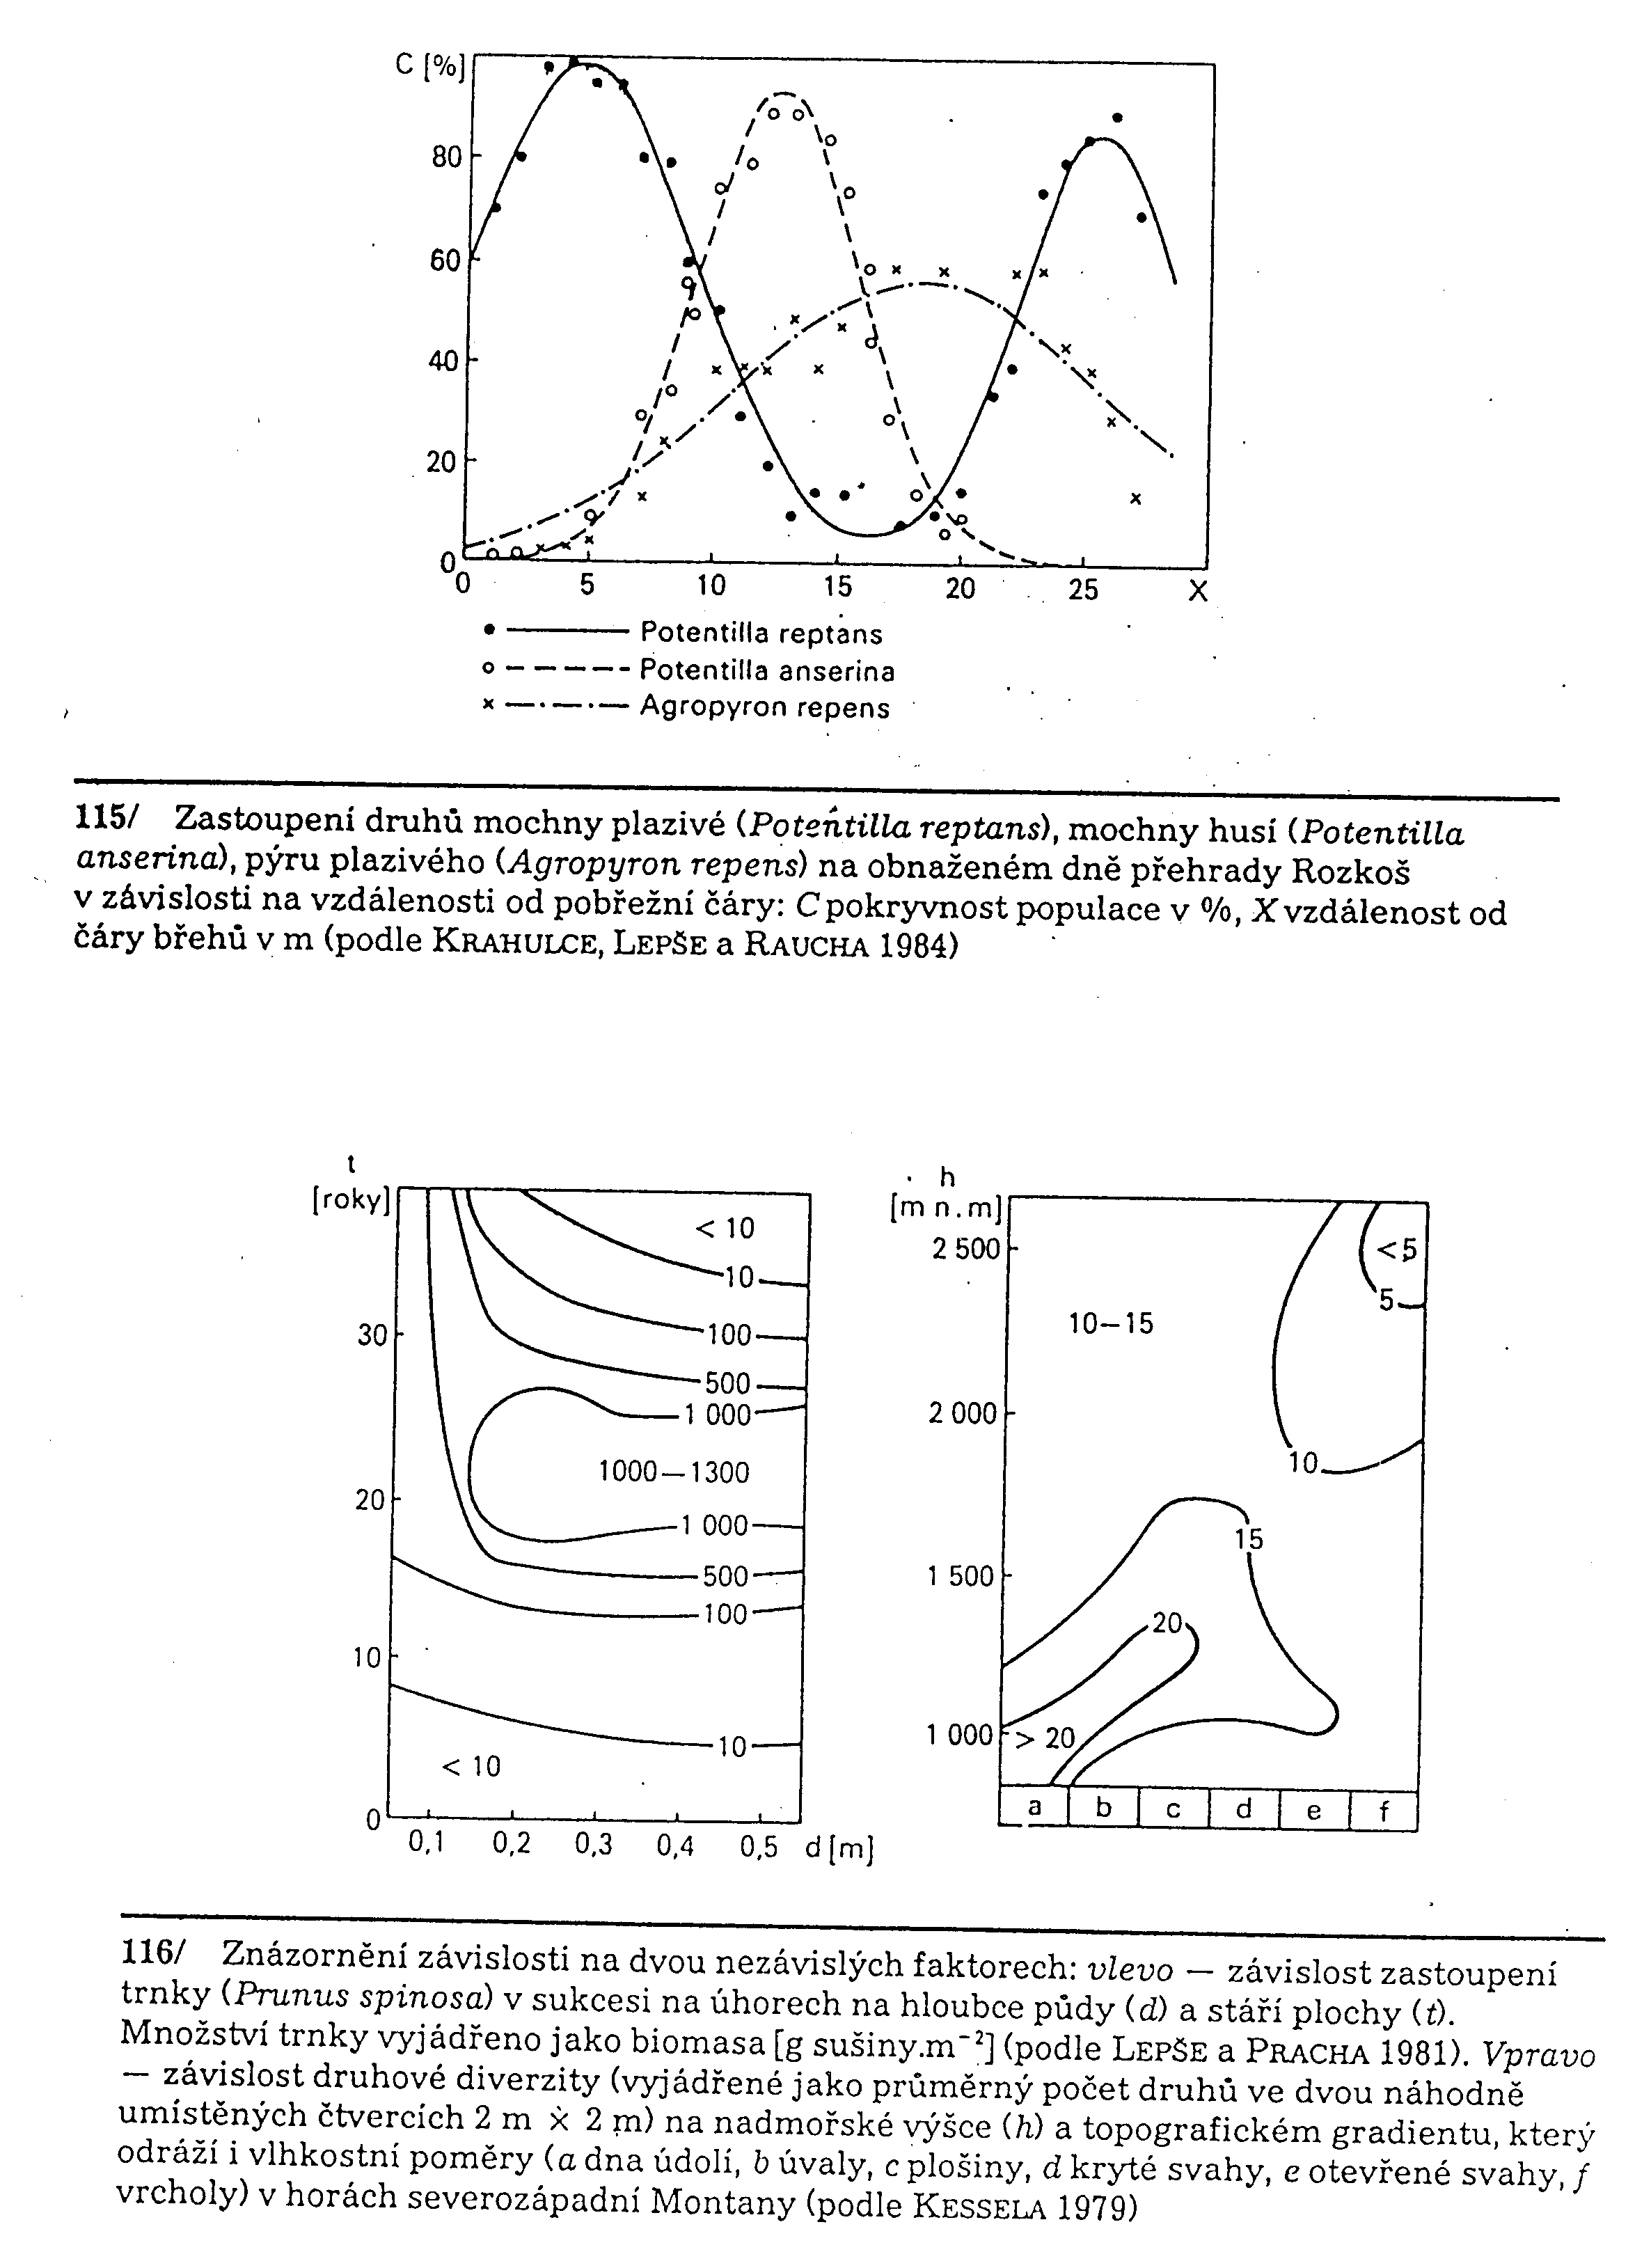 C [%]
80
60
40
20
0
0 5 10 15 20 25 X
Potentilla reptans
Potentilla anserina
Agropyron repens
115/ Zastoupení druhů mochny plazivé (Potentilla reptans), mochny husí (Potentilla
anserina), pýru plazivého (Agropyron repens) na obnaženém dně přehrady Rozkoš
v závislosti na vzdálenosti od pobřežní čáry: C pokryvnost populace v %, X vzdálenost od
čáry břehů v m (podle KRAHULCE, LEPŠE a RAUCHA 1984)
t
[roky]
30
20
10
0
0,1 0,2 0,3 0,4 0,5 d [m]
< 10
10
100
500
1 000
1000—1300
1 000
500
100
10
< 10
h
[m n.m]
2 500
2 000
1 500
1 000
< 5
5
10—15
10
15
20
> 20
a b c d e f
116/ Znázornění závislosti na dvou nezávislých faktorech: vlevo — závislost zastoupení
trnky (Prunus spinosa) v sukcesi na úhorech na hloubce půdy (d) a stáří plochy (t).
Množství trnky vyjádřeno jako biomasa [g sušiny.m⁻²] (podle LEPŠE a PRACHA 1981). Vpravo
— závislost druhové diverzity (vyjádřené jako průměrný počet druhů ve dvou náhodně
umístěných čtvercích 2 m × 2 m) na nadmořské výšce (h) a topografickém gradientu, který
odráží i vlhkostní poměry (a dna údolí, b úvaly, c plošiny, d kryté svahy, e otevřené svahy, f
vrcholy) v horách severozápadní Montany (podle KESSELA 1979)